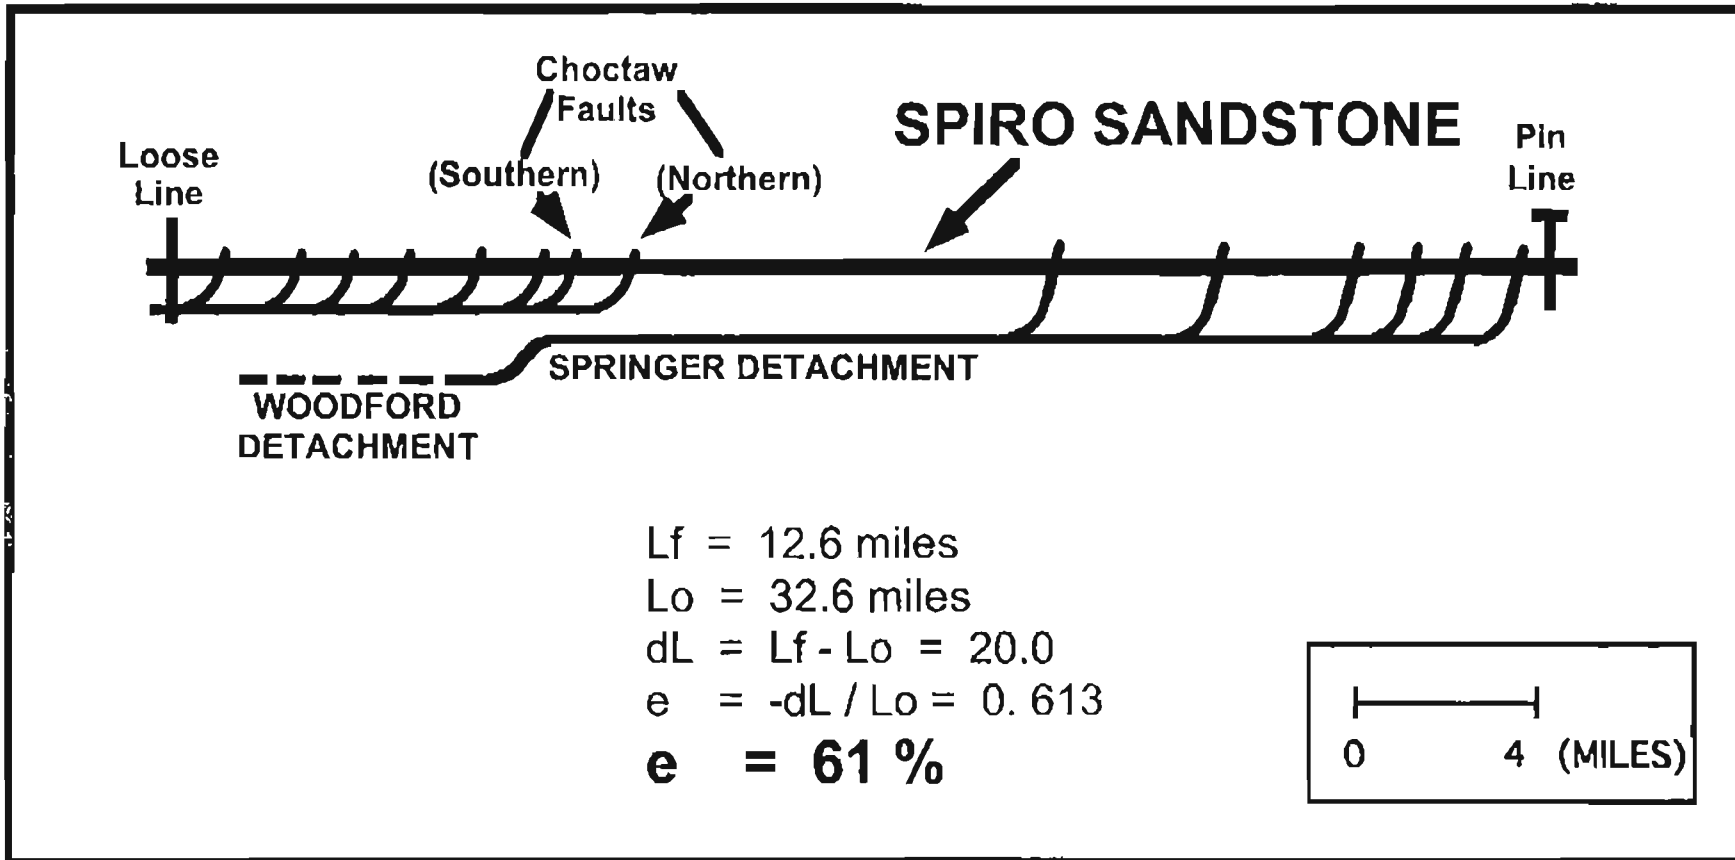 Choctaw
Faults
SPIRO SANDSTONE
Loose
Line
(Southern)
(Northern)
Pin
Line
SPRINGER DETACHMENT
WOODFORD
DETACHMENT
Lf = 12.6 miles
Lo = 32.6 miles
dL = Lf - Lo = 20.0
e = -dL / Lo = 0. 613
e = 61 %
0 4 (MILES)